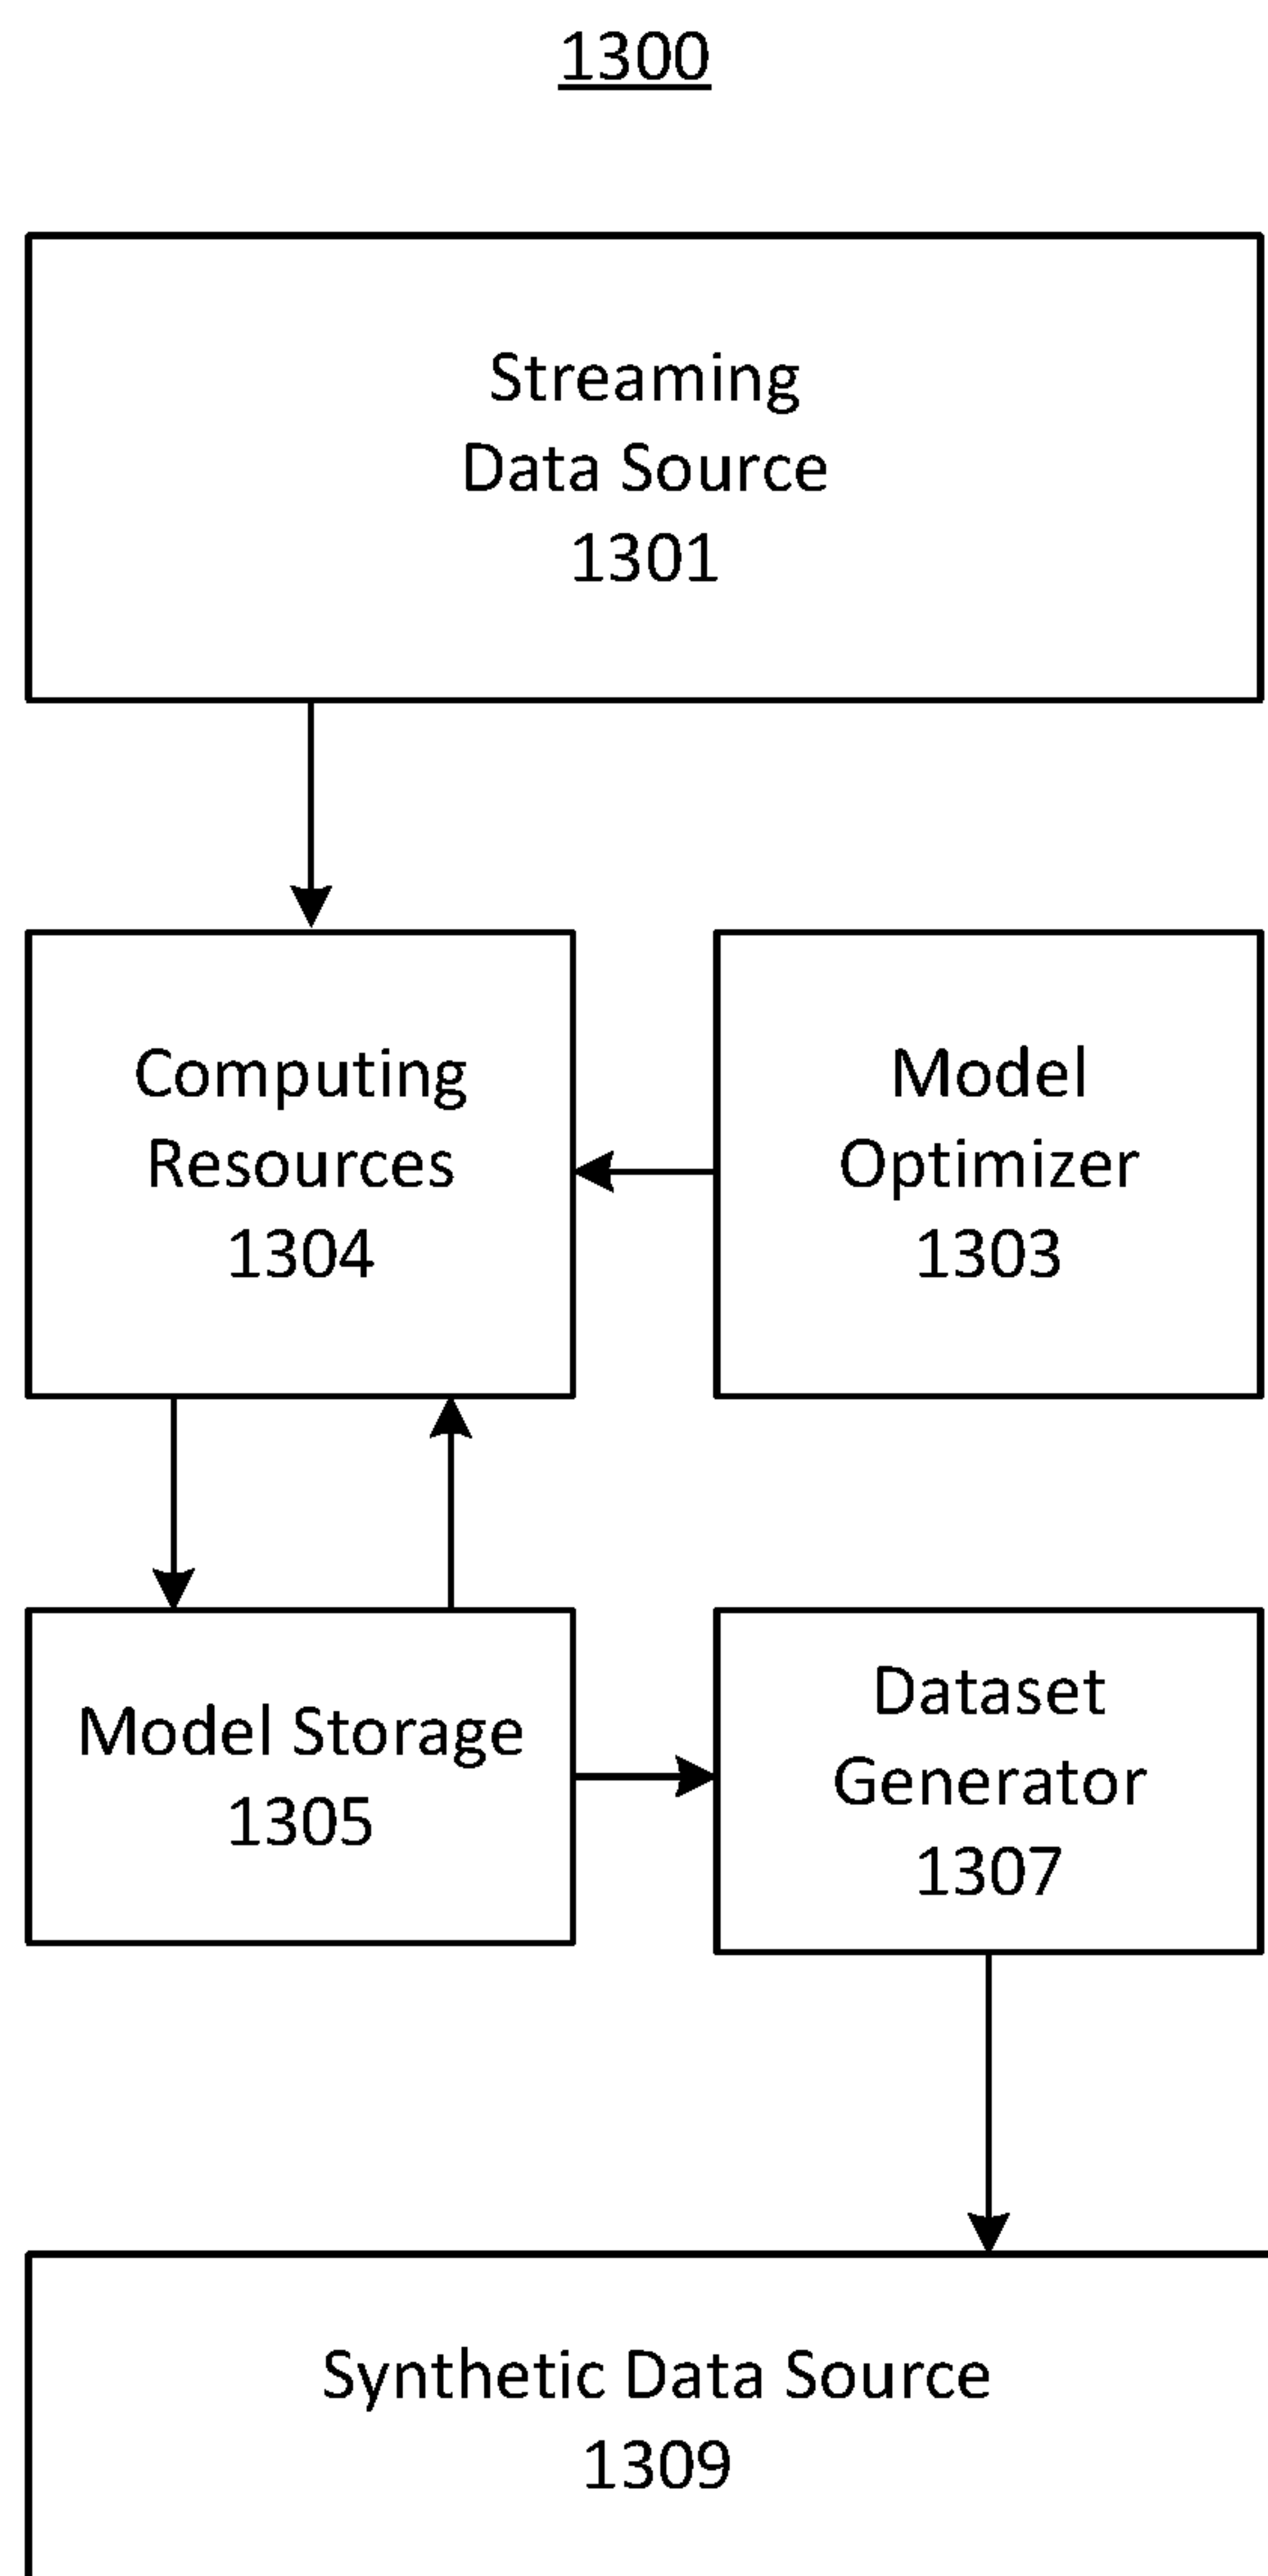 1300
Streaming
Data Source
1301
Computing
Resources
1304
Model
Optimizer
1303
Model Storage
1305
Dataset
Generator
1307
Synthetic Data Source
1309